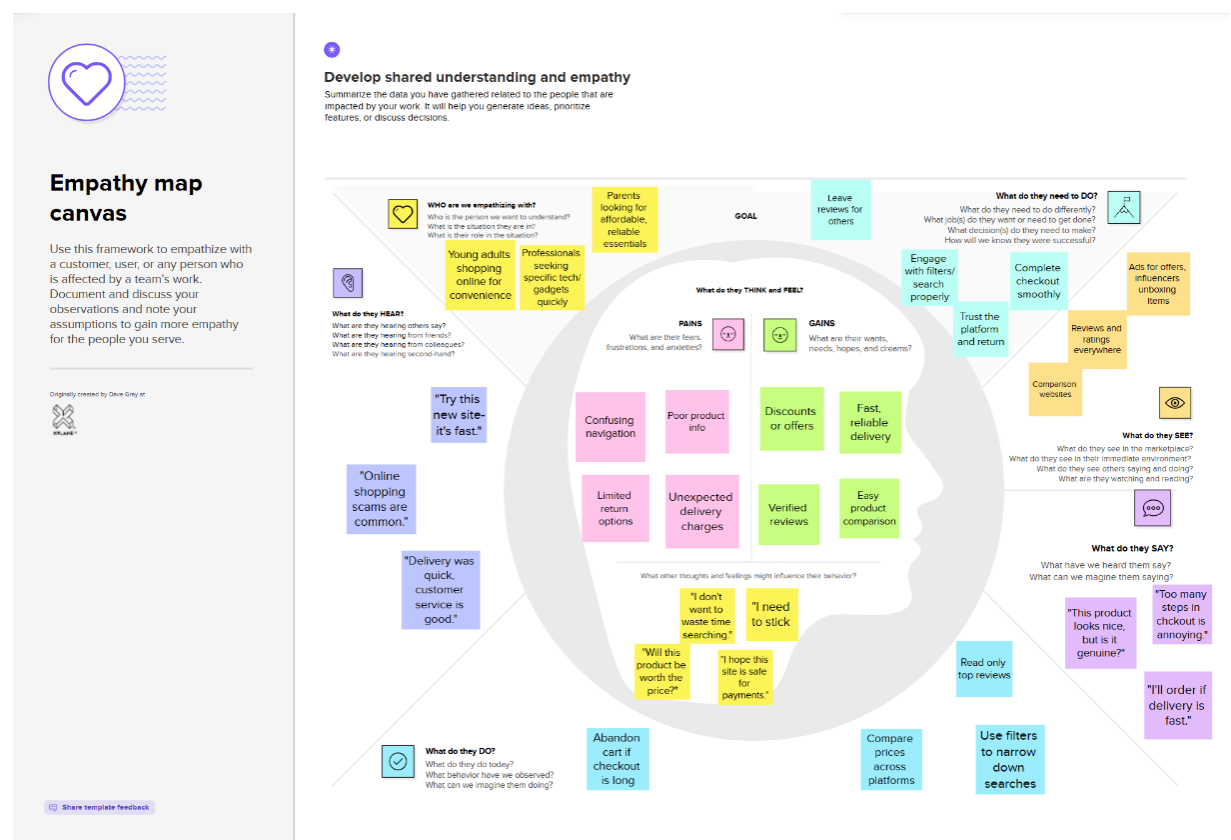 Empathy map
canvas
Use this framework to empathize with
a customer, user, or any person who
is affected by a team's work.
Document and discuss your
observations and note your
assumptions to gain more empathy
for the people you serve.
Originally created by Dave Gray at
XPLANE
Share template feedback
Develop shared understanding and empathy
Summarize the data you have gathered related to the people that are
impacted by your work. It will help you generate ideas, prioritize
features, or discuss decisions.
WHO are we empathizing with?
Who is the person we want to understand?
What is the situation they are in?
What is their role in the situation?
Parents
looking for
affordable,
reliable
essentials
Young adults
shopping
online for
convenience
Professionals
seeking
specific tech/
gadgets
quickly
GOAL
Leave
reviews for
others
What do they need to DO?
What do they need to do differently?
What job(s) do they want or need to get done?
What decision(s) do they need to make?
How will we know they were successful?
Engage
with filters/
search
properly
Complete
checkout
smoothly
Trust the
platform
and return
Ads for offers,
influencers
unboxing
Items
Reviews and
ratings
everywhere
Comparison
websites
What do they SEE?
What do they see in the marketplace?
What do they see in their immediate environment?
What do they see others saying and doing?
What are they watching and reading?
What do they HEAR?
What are they hearing others say?
What are they hearing from friends?
What are they hearing from colleagues?
What are they hearing second-hand?
"Try this
new site-
it's fast."
"Online
shopping
scams are
common."
"Delivery was
quick,
customer
service is
good."
What do they THINK and FEEL?
PAINS
What are their fears,
frustrations, and anxieties?
GAINS
What are their wants,
needs, hopes, and dreams?
Confusing
navigation
Poor product
info
Limited
return
options
Unexpected
delivery
charges
Discounts
or offers
Fast,
reliable
delivery
Verified
reviews
Easy
product
comparison
What other thoughts and feelings might influence their behavior?
"I don't
want to
waste time
searching."
"I need
to stick
"Will this
product be
worth the
price?"
"I hope this
site is safe
for
payments."
What do they SAY?
What have we heard them say?
What can we magine them saying?
"This product
looks nice,
but is it
genuine?"
"Too many
steps in
chckout is
annoying."
"I'll order if
delivery is
fast."
What do they DO?
What do they do today?
What behavior have we observed?
What can we imagine them doing?
Abandon
cart if
checkout
is long
Compare
prices
across
platforms
Read only
top reviews
Use filters
to narrow
down
searches